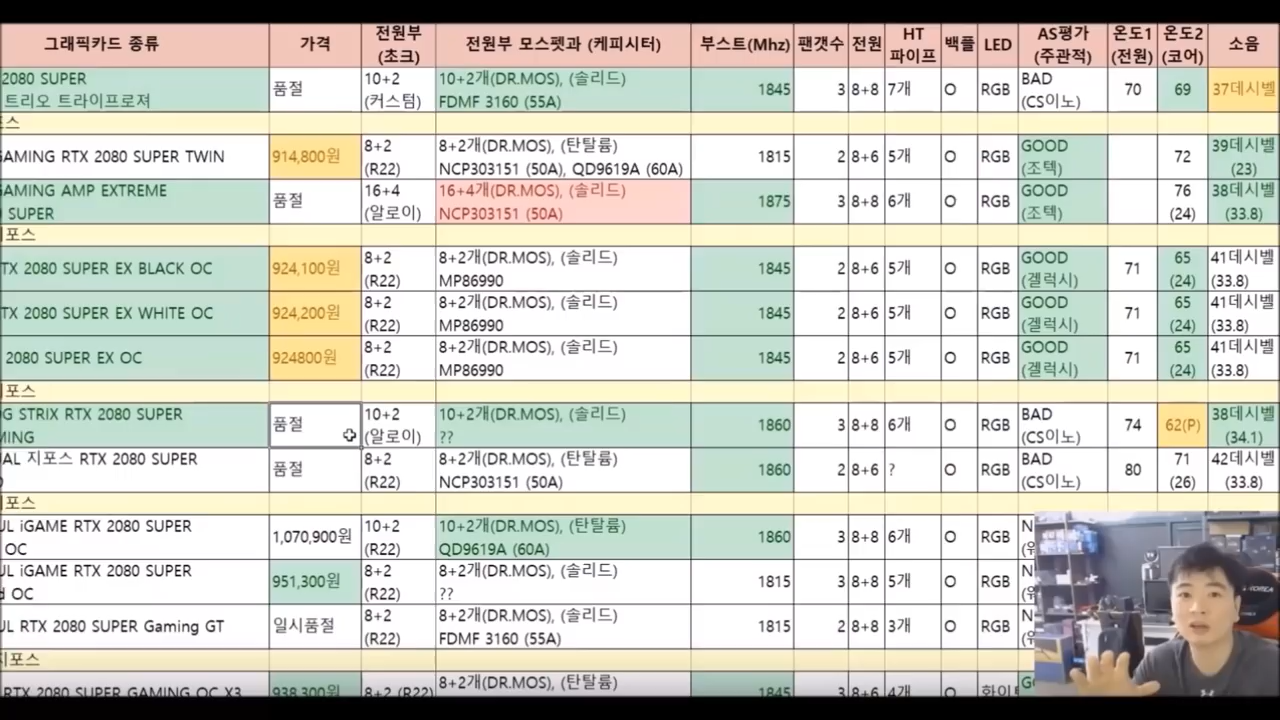 그래픽카드 종류 가격 전원부 (초크) 전원부 모스펫과 (케피시터) 부스트(Mhz) 팬갯수 전원 HT 파이프 백플 LED AS평가 (주관적) 온도1 (전원) 온도2 (코어) 소음
2080 SUPER 트리오 트라이프로져 품절 10+2 (커스텀) 10+2개(DR.MOS), (솔리드) FDMF 3160 (55A) 1845 3 8+8 7개 O RGB BAD (CS이노) 70 69 37데시벨
포스
GAMING RTX 2080 SUPER TWIN 914,800원 8+2 (R22) 8+2개(DR.MOS), (탄탈륨) NCP303151 (50A), QD9619A (60A) 1815 2 8+6 5개 O RGB GOOD (조텍) 72 39데시벨 (23)
GAMING AMP EXTREME SUPER 품절 16+4 (알로이) 16+4개(DR.MOS), (솔리드) NCP303151 (50A) 1875 3 8+8 6개 O RGB GOOD (조텍) 76 (24) 38데시벨 (33.8)
지포스
TX 2080 SUPER EX BLACK OC 924,100원 8+2 (R22) 8+2개(DR.MOS), (솔리드) MP86990 1845 2 8+6 5개 O RGB GOOD (겔럭시) 71 65 (24) 41데시벨 (33.8)
TX 2080 SUPER EX WHITE OC 924,200원 8+2 (R22) 8+2개(DR.MOS), (솔리드) MP86990 1845 2 8+6 5개 O RGB GOOD (겔럭시) 71 65 (24) 41데시벨 (33.8)
2080 SUPER EX OC 924800원 8+2 (R22) 8+2개(DR.MOS), (솔리드) MP86990 1845 2 8+6 5개 O RGB GOOD (겔럭시) 71 65 (24) 41데시벨 (33.8)
지포스
G STRIX RTX 2080 SUPER MING 품절 10+2 (알로이) 10+2개(DR.MOS), (솔리드) ?? 1860 3 8+8 6개 O RGB BAD (CS이노) 74 62(P) 38데시벨 (34.1)
UAL 지포스 RTX 2080 SUPER 품절 8+2 (R22) 8+2개(DR.MOS), (탄탈륨) NCP303151 (50A) 1860 2 8+6 ? O RGB BAD (CS이노) 80 71 (26) 42데시벨 (33.8)
지포스
UL iGAME RTX 2080 SUPER OC 1,070,900원 10+2 (R22) 10+2개(DR.MOS), (탄탈륨) QD9619A (60A) 1860 3 8+8 6개 O RGB N
UL iGAME RTX 2080 SUPER d OC 951,300원 8+2 (R22) 8+2개(DR.MOS), (솔리드) ?? 1815 3 8+8 5개 O RGB N
UL RTX 2080 SUPER Gaming GT 일시품절 8+2 (R22) 8+2개(DR.MOS), (솔리드) FDMF 3160 (55A) 1815 2 8+8 3개 O RGB N
지포스
RTX 2080 SUPER GAMING OC X3 938,300원 8+2 (R22) 8+2개(DR.MOS), (탄탈륨) 1845 3 8+6 4개 O